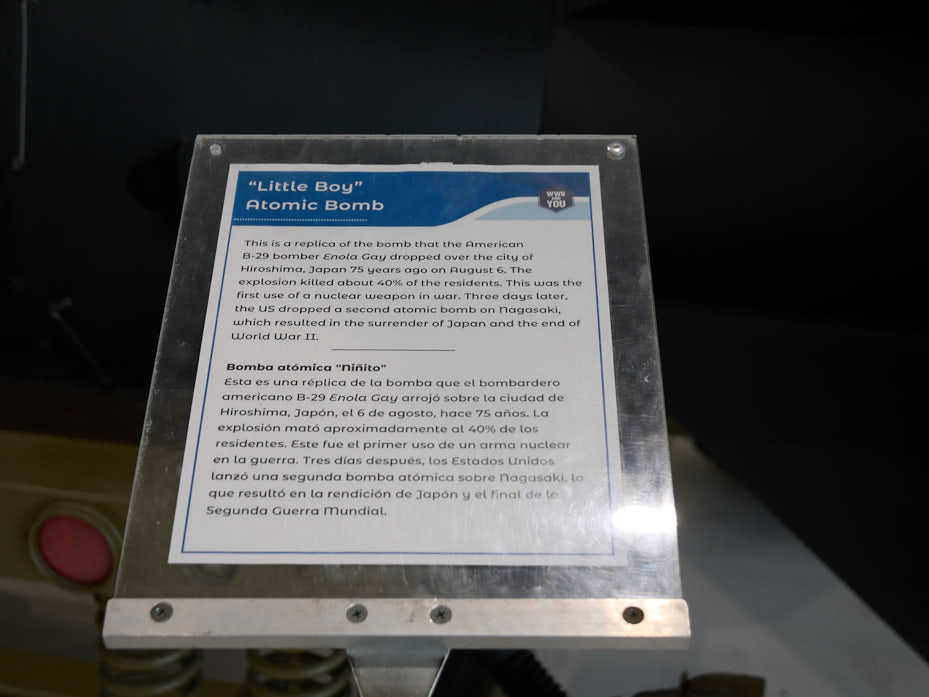 “Little Boy”
Atomic Bomb
WWII
AND
YOU
This is a replica of the bomb that the American
B-29 bomber Enola Gay dropped over the city of
Hiroshima, Japan 75 years ago on August 6. The
explosion killed about 40% of the residents. This was the
first use of a nuclear weapon in war. Three days later,
the US dropped a second atomic bomb on Nagasaki,
which resulted in the surrender of Japan and the end of
World War II.
Bomba atómica "Niñito"
Esta es una réplica de la bomba que el bombardero
americano B-29 Enola Gay arrojó sobre la ciudad de
Hiroshima, Japón, el 6 de agosto, hace 75 años. La
explosión mató aproximadamente al 40% de los
residentes. Este fue el primer uso de un arma nuclear
en la guerra. Tres días después, los Estados Unidos
lanzó una segunda bomba atómica sobre Nagasaki, lo
que resultó en la rendición de Japón y el final de la
Segunda Guerra Mundial.